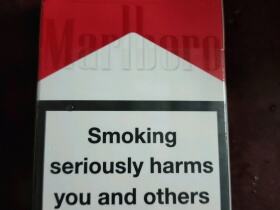 Marlboro
Smoking
seriously harms
you and others